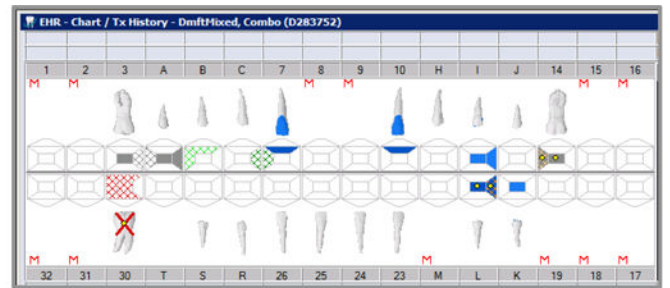 EHR - Chart / Tx History - DmftMixed, Combo (D283752)
1 2 3 A B C 7 8 9 10 H I J 14 15 16
M M M M M M
M M M M M M
32 31 30 T S R 26 25 24 23 M L K 19 18 17